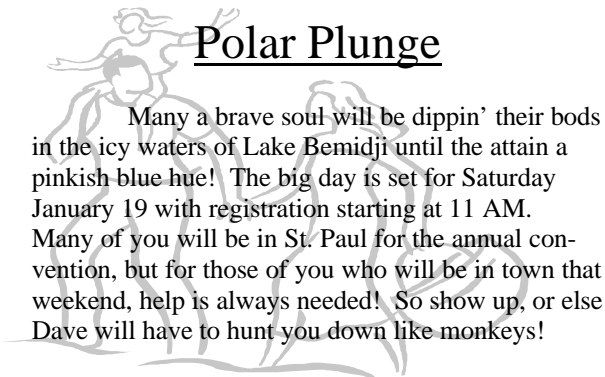 Polar Plunge
Many a brave soul will be dippin’ their bods
in the icy waters of Lake Bemidji until the attain a
pinkish blue hue!  The big day is set for Saturday
January 19 with registration starting at 11 AM.
Many of you will be in St. Paul for the annual con-
vention, but for those of you who will be in town that
weekend, help is always needed!  So show up, or else
Dave will have to hunt you down like monkeys!